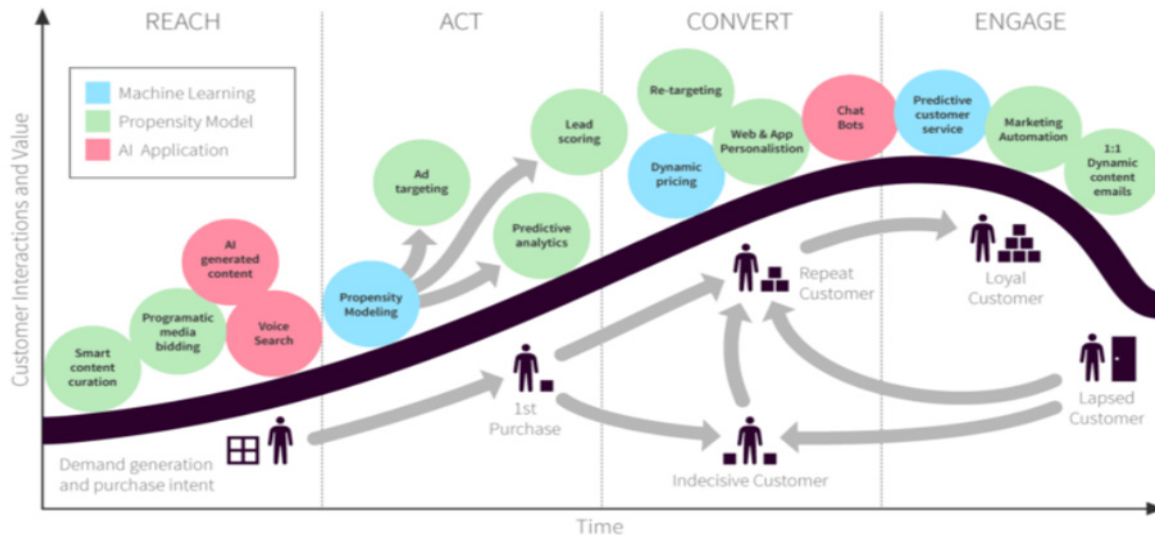 REACH
ACT
CONVERT
ENGAGE
Customer Interactions and Value
Machine Learning
Propensity Model
AI Application
Smart
content
curation
Programatic
media
bidding
AI
generated
content
Voice
Search
Propensity
Modeling
Ad
targeting
Lead
scoring
Predictive
analytics
Re-targeting
Dynamic
pricing
Web & App
Personalistion
Chat
Bots
Predictive
customer
service
Marketing
Automation
1:1
Dynamic
content
emails
Demand generation
and purchase intent
1st
Purchase
Repeat
Customer
Indecisive Customer
Loyal
Customer
Lapsed
Customer
Time